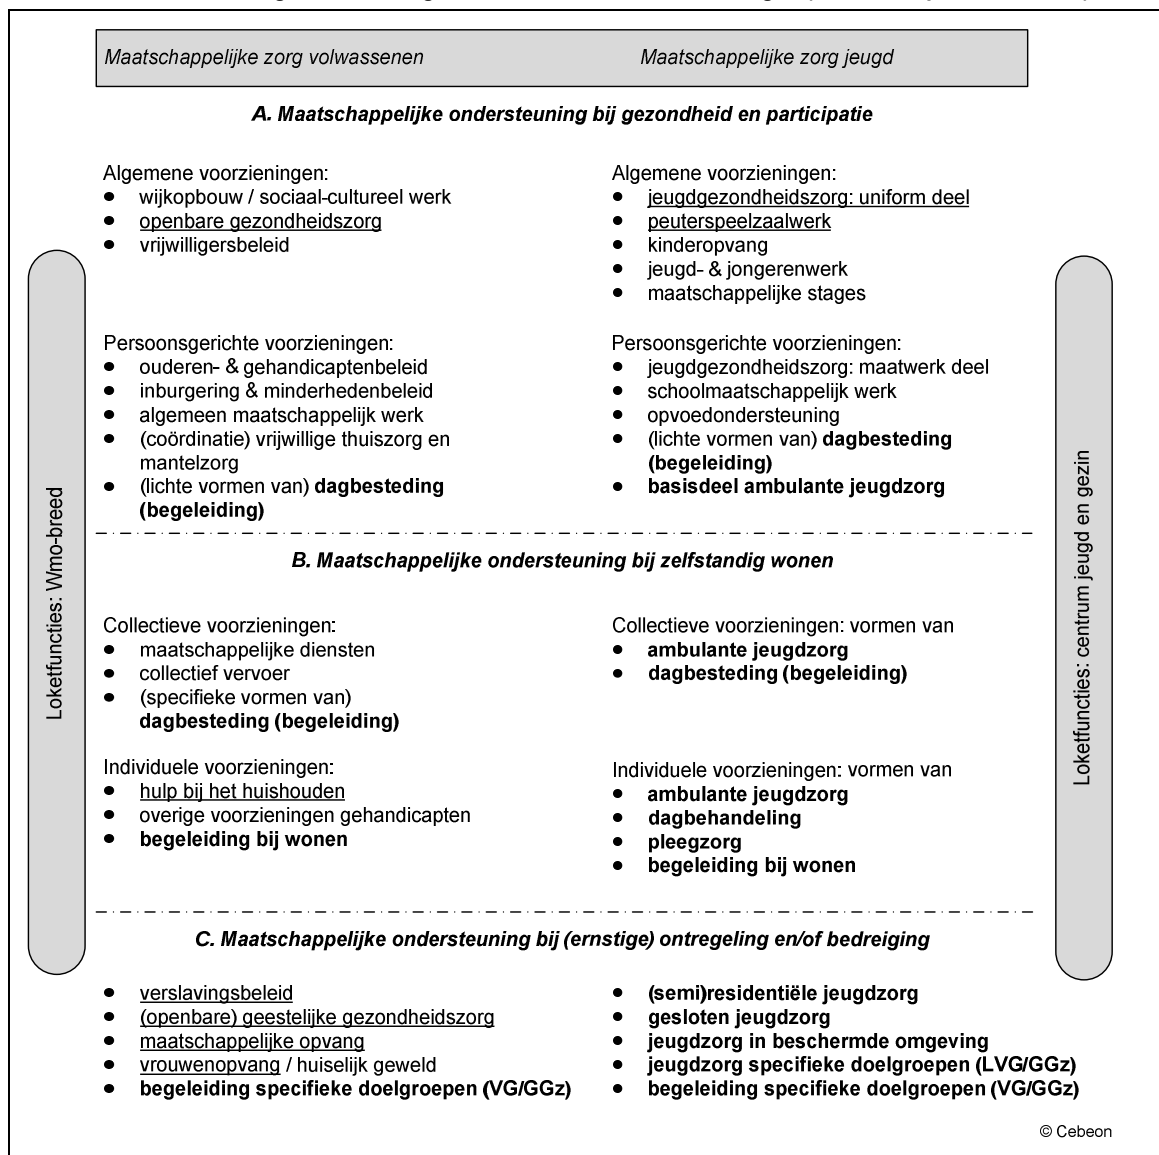 Maatschappelijke zorg volwassenen
Maatschappelijke zorg jeugd
A. Maatschappelijke ondersteuning bij gezondheid en participatie
Algemene voorzieningen:
● wijkopbouw / sociaal-cultureel werk
● openbare gezondheidszorg
● vrijwilligersbeleid
Algemene voorzieningen:
● jeugdgezondheidszorg: uniform deel
● peuterspeelzaalwerk
● kinderopvang
● jeugd- & jongerenwerk
● maatschappelijke stages
Persoonsgerichte voorzieningen:
● ouderen- & gehandicaptenbeleid
● inburgering & minderhedenbeleid
● algemeen maatschappelijk werk
● (coördinatie) vrijwillige thuiszorg en
mantelzorg
● (lichte vormen van) dagbesteding
(begeleiding)
Persoonsgerichte voorzieningen:
● jeugdgezondheidszorg: maatwerk deel
● schoolmaatschappelijk werk
● opvoedondersteuning
● (lichte vormen van) dagbesteding
(begeleiding)
● basisdeel ambulante jeugdzorg
B. Maatschappelijke ondersteuning bij zelfstandig wonen
Collectieve voorzieningen:
● maatschappelijke diensten
● collectief vervoer
● (specifieke vormen van)
dagbesteding (begeleiding)
Collectieve voorzieningen: vormen van
● ambulante jeugdzorg
● dagbesteding (begeleiding)
Individuele voorzieningen:
● hulp bij het huishouden
● overige voorzieningen gehandicapten
● begeleiding bij wonen
Individuele voorzieningen: vormen van
● ambulante jeugdzorg
● dagbehandeling
● pleegzorg
● begeleiding bij wonen
C. Maatschappelijke ondersteuning bij (ernstige) ontregeling en/of bedreiging
● verslavingsbeleid
● (openbare) geestelijke gezondheidszorg
● maatschappelijke opvang
● vrouwenopvang / huiselijk geweld
● begeleiding specifieke doelgroepen (VG/GGz)
● (semi)residentiële jeugdzorg
● gesloten jeugdzorg
● jeugdzorg in beschermde omgeving
● jeugdzorg specifieke doelgroepen (LVG/GGz)
● begeleiding specifieke doelgroepen (VG/GGz)
Loketfuncties: Wmo-breed
Loketfuncties: centrum jeugd en gezin
© Cebeon